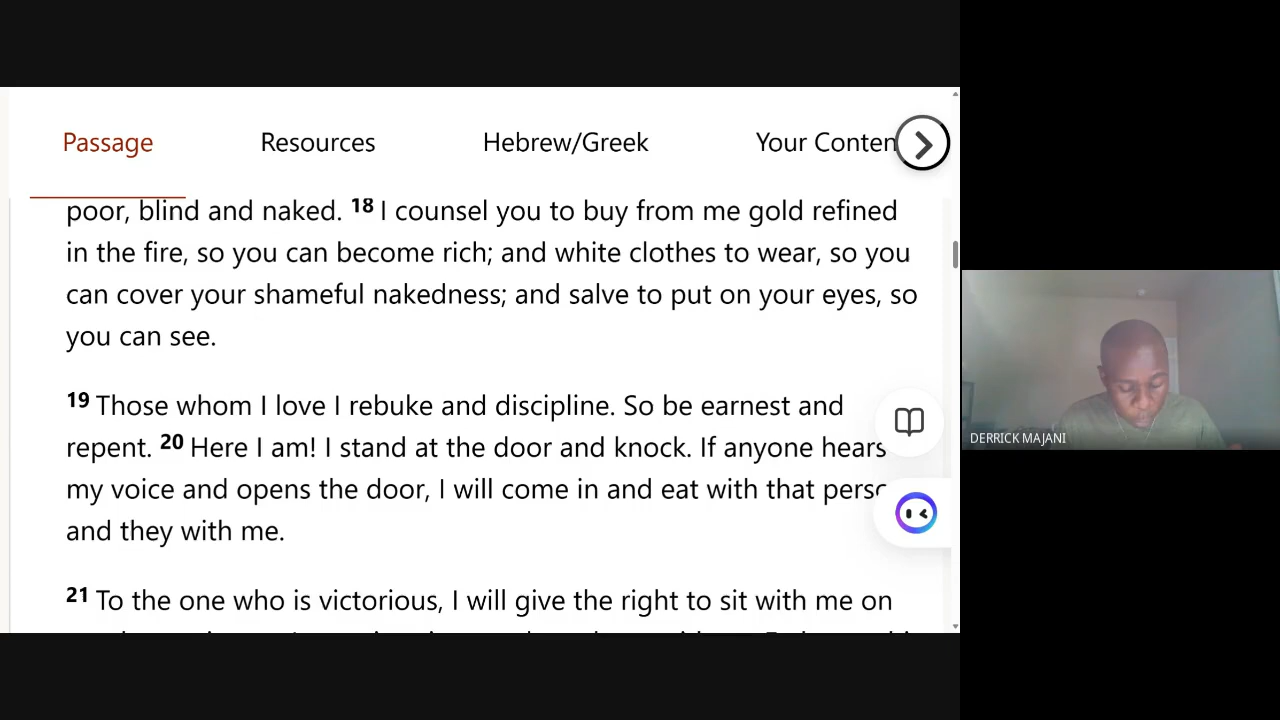 Passage
Resources
Hebrew/Greek
Your Conten
poor, blind and naked. 18 I counsel you to buy from me gold refined
in the fire, so you can become rich; and white clothes to wear, so you
can cover your shameful nakedness; and salve to put on your eyes, so
you can see.
19 Those whom I love I rebuke and discipline. So be earnest and
repent. 20 Here I am! I stand at the door and knock. If anyone hears
my voice and opens the door, I will come in and eat with that perso
and they with me.
21 To the one who is victorious, I will give the right to sit with me on
DERRICK MAJANI